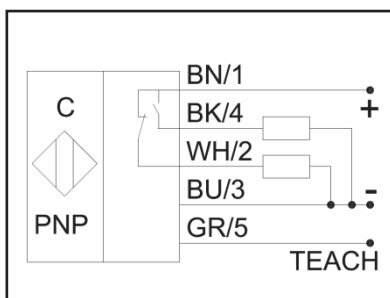 BN/1
+
C
BK/4
WH/2
BU/3
-
PNP
GR/5
TEACH